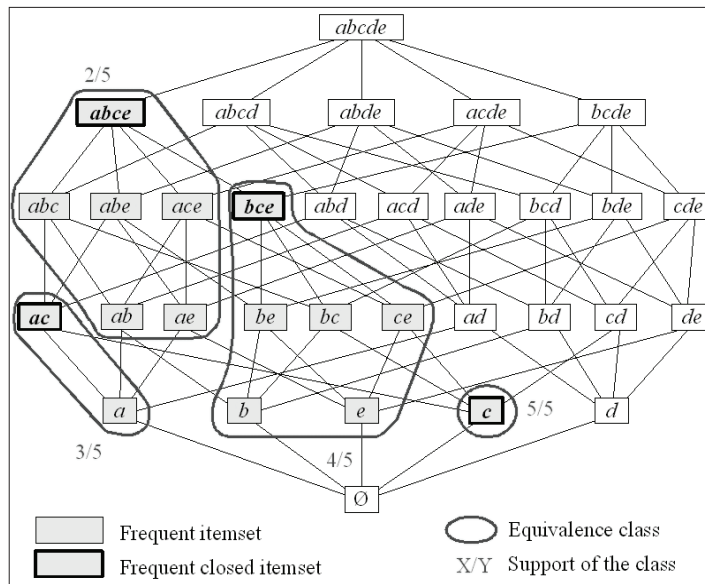 abcde
2/5
abce abcd abde acde bcde
abc abe ace bce abd acd ade bcd bde cde
ac ab ae be bc ce ad bd cd de
a b e c 5/5 d
3/5 4/5
Ø
Frequent itemset Equivalence class
Frequent closed itemset X/Y Support of the class